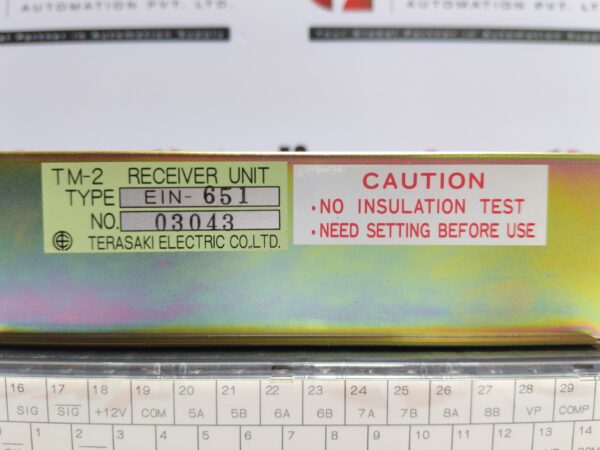 AUTOMATION PVT. LTD.
AUTOMATION PVT. LTD.
TM-2 RECEIVER UNIT
TYPE EIN- 651
NO. 03043
TERASAKI ELECTRIC CO.,LTD.
CAUTION
・NO INSULATION TEST
・NEED SETTING BEFORE USE
16 17 18 19 20 21 22 23 24 25 26 27 28 29
SIG SIG +12V COM 5A 5B 6A 6B 7A 7B 8A 8B VP COMP
1 2 3 4 5 6 7 8 9 10 11 12 13 14